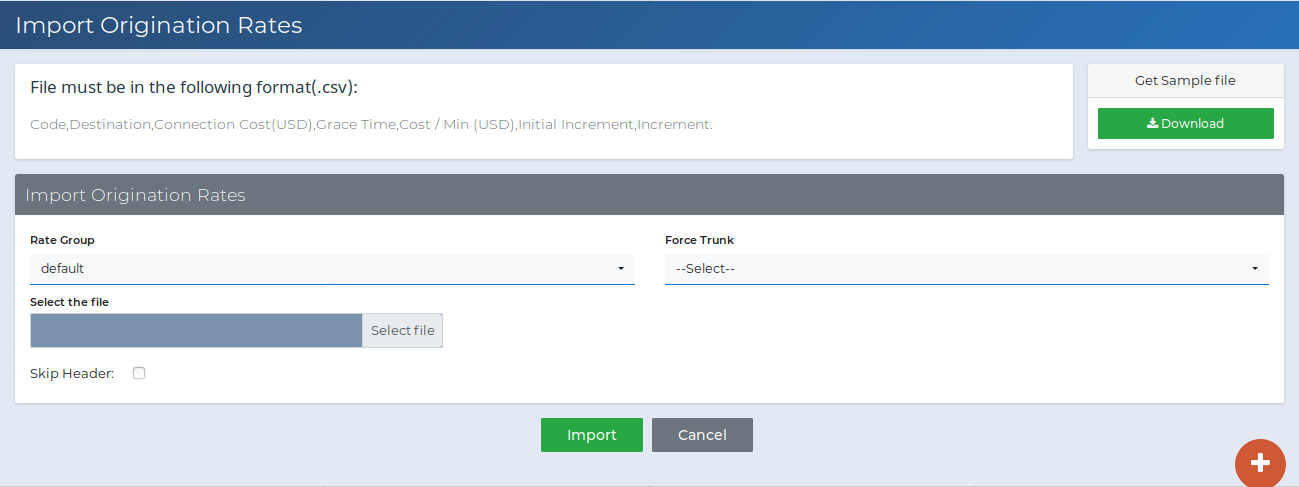 Import Origination Rates
File must be in the following format(.csv):
Code,Destination,Connection Cost(USD),Grace Time,Cost / Min (USD),Initial Increment,Increment.
Get Sample file
Download
Import Origination Rates
Rate Group
Force Trunk
default
--Select--
Select the file
Select file
Skip Header:
Import
Cancel